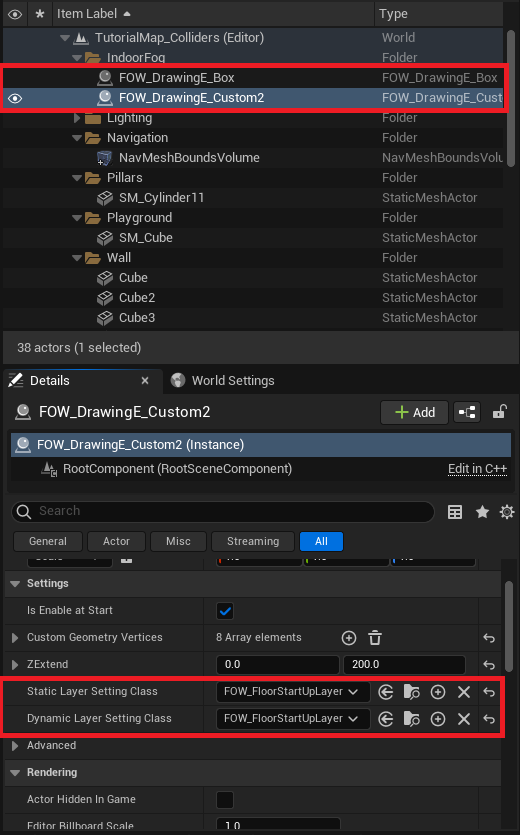 Item Label Type
TutorialMap_Colliders (Editor) World
IndoorFog Folder
FOW_DrawingE_Box FOW_DrawingE_Box
FOW_DrawingE_Custom2 FOW_DrawingE_Cust
Lighting Folder
Navigation Folder
NavMeshBoundsVolume NavMeshBoundsVolu
Pillars Folder
SM_Cylinder11 StaticMeshActor
Playground Folder
SM_Cube StaticMeshActor
Wall Folder
Cube StaticMeshActor
Cube2 StaticMeshActor
Cube3 StaticMeshActor
38 actors (1 selected)
Details × World Settings
FOW_DrawingE_Custom2 + Add
FOW_DrawingE_Custom2 (Instance)
RootComponent (RootSceneComponent) Edit in C++
Search
General Actor Misc Streaming All
Settings
Is Enable at Start
Custom Geometry Vertices 8 Array elements
ZExtend 0.0 200.0
Static Layer Setting Class FOW_FloorStartUpLayer
Dynamic Layer Setting Class FOW_FloorStartUpLayer
Advanced
Rendering
Actor Hidden In Game
Editor Billboard Scale 1.0